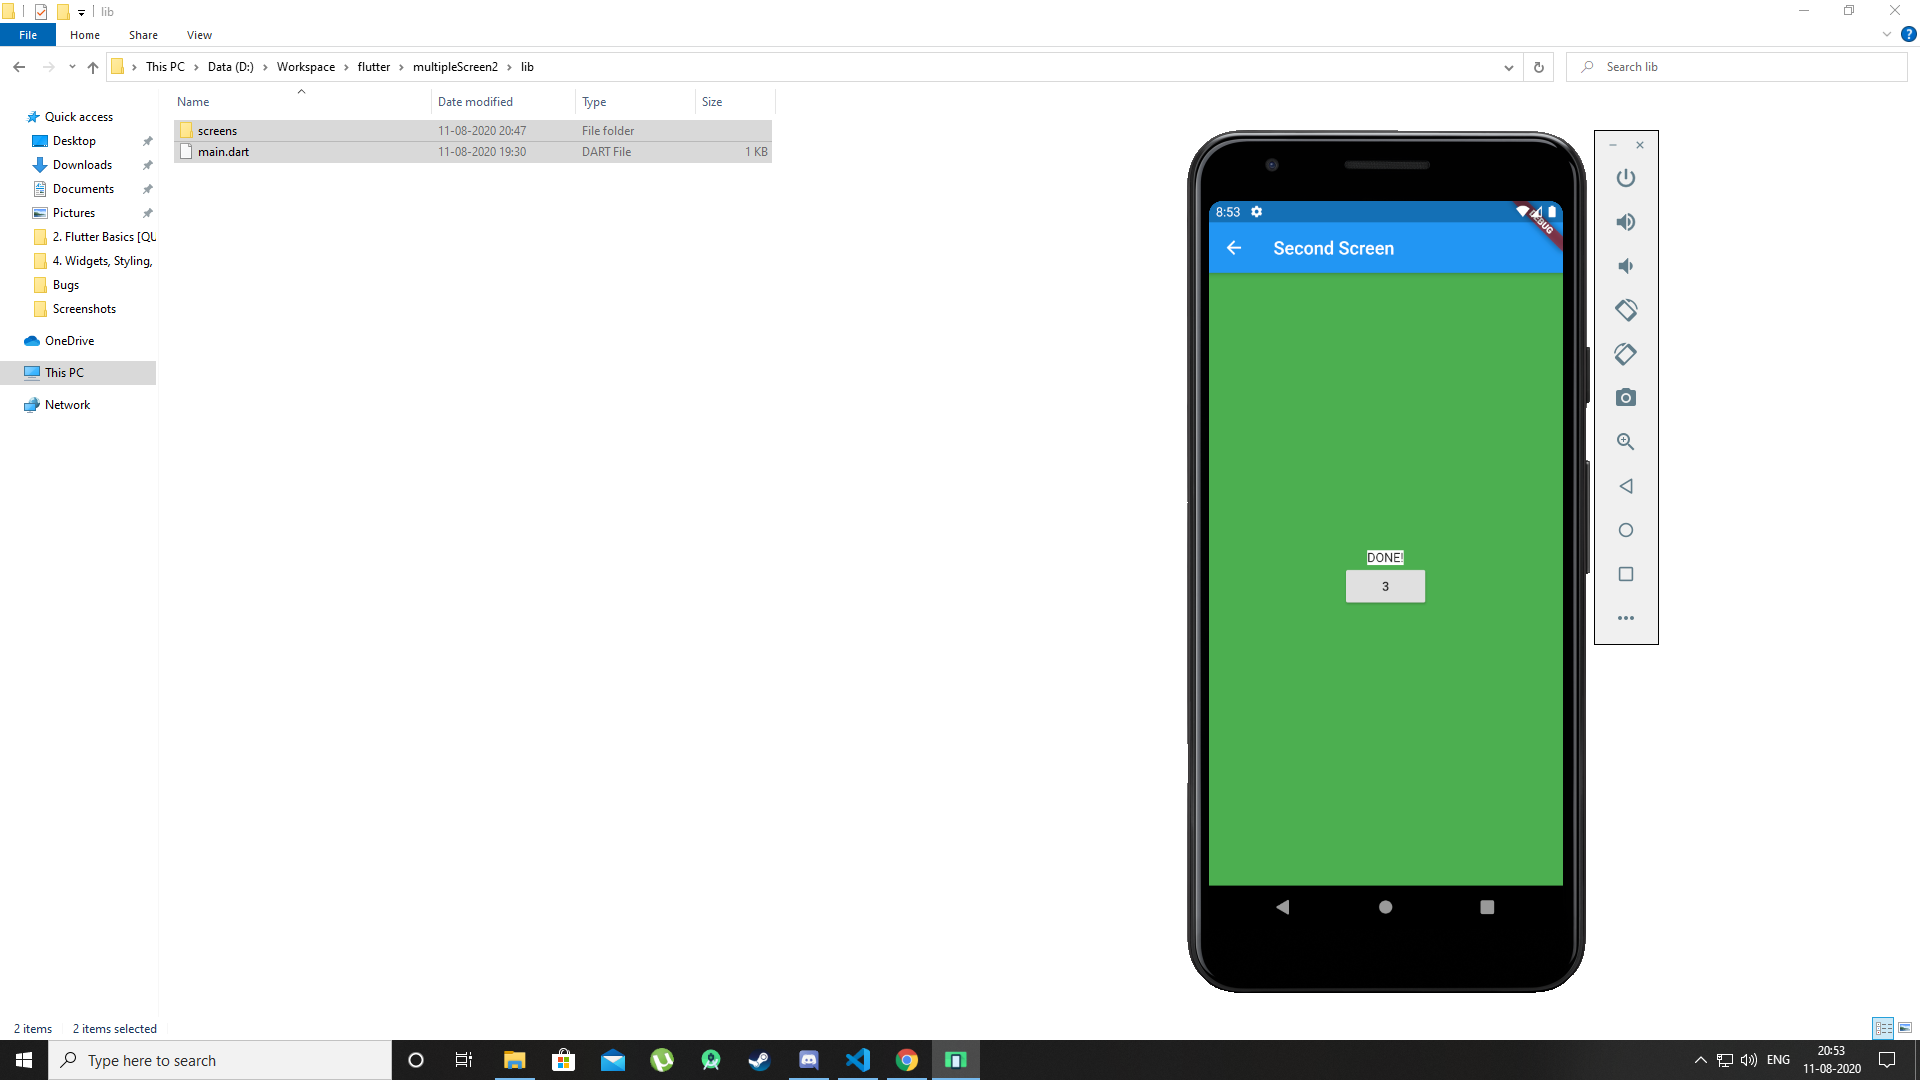 lib
File Home Share View
This PC Data (D:) Workspace flutter multipleScreen2 lib
Search lib
Name Date modified Type Size
screens 11-08-2020 20:47 File folder
main.dart 11-08-2020 19:30 DART File 1 KB
Quick access
Desktop
Downloads
Documents
Pictures
2. Flutter Basics [QU
4. Widgets, Styling,
Bugs
Screenshots
OneDrive
This PC
Network
8:53
DEBUG
Second Screen
DONE!
3
2 items 2 items selected
Type here to search
ENG
20:53
11-08-2020